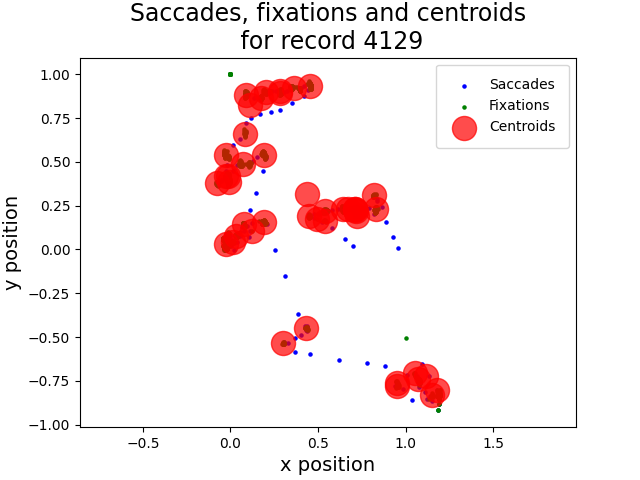 Saccades, fixations and centroids
for record 4129
Saccades
Fixations
Centroids
1.00
0.75
0.50
0.25
0.00
−0.25
−0.50
−0.75
−1.00
y position
−0.5
0.0
0.5
1.0
1.5
x position